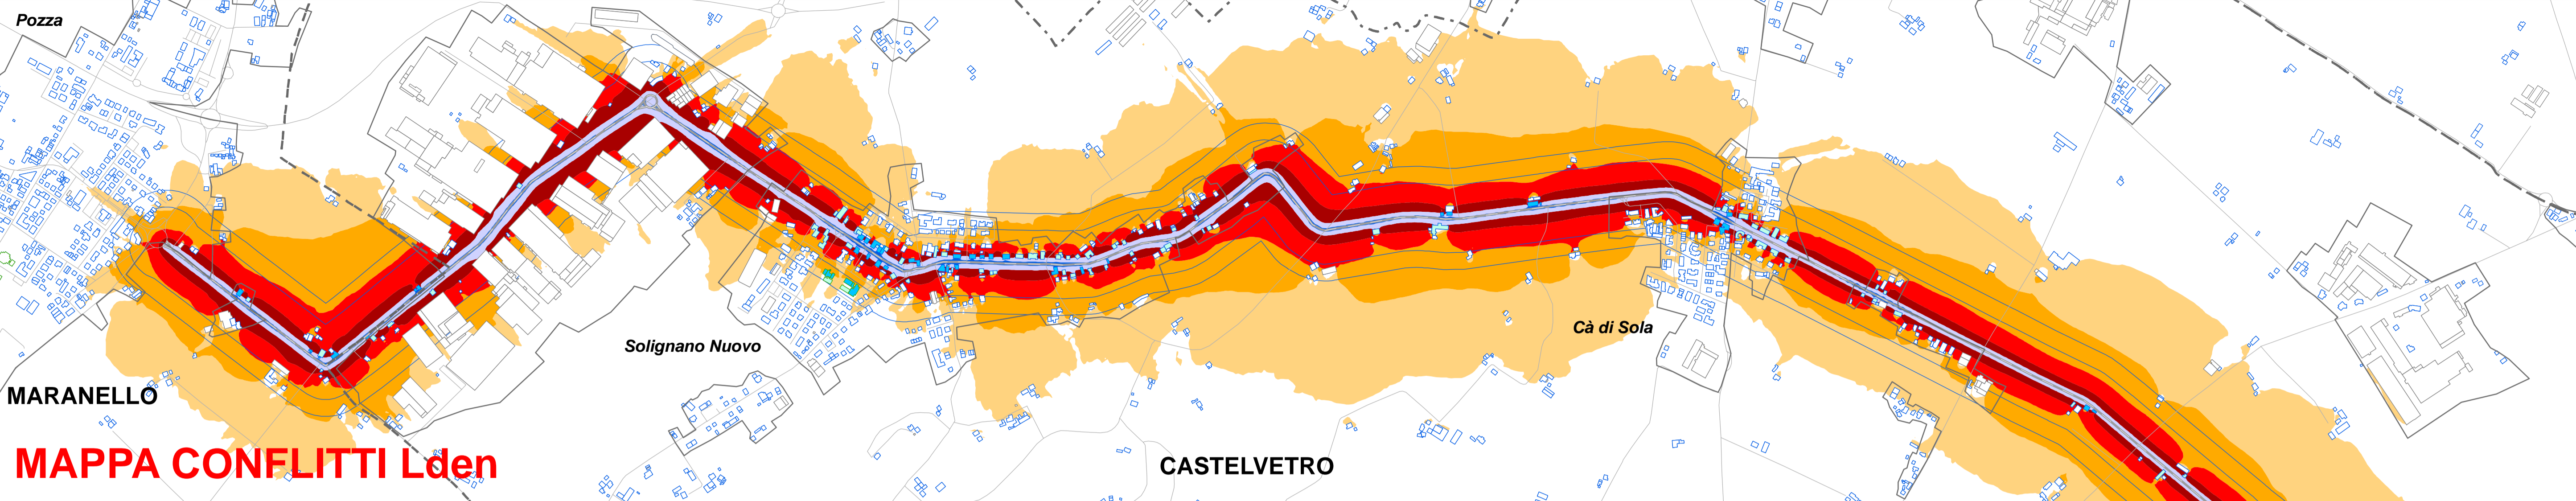 Pozza
Solignano Nuovo
Cà di Sola
MARANELLO
MAPPA CONFLITTI Lden
CASTELVETRO